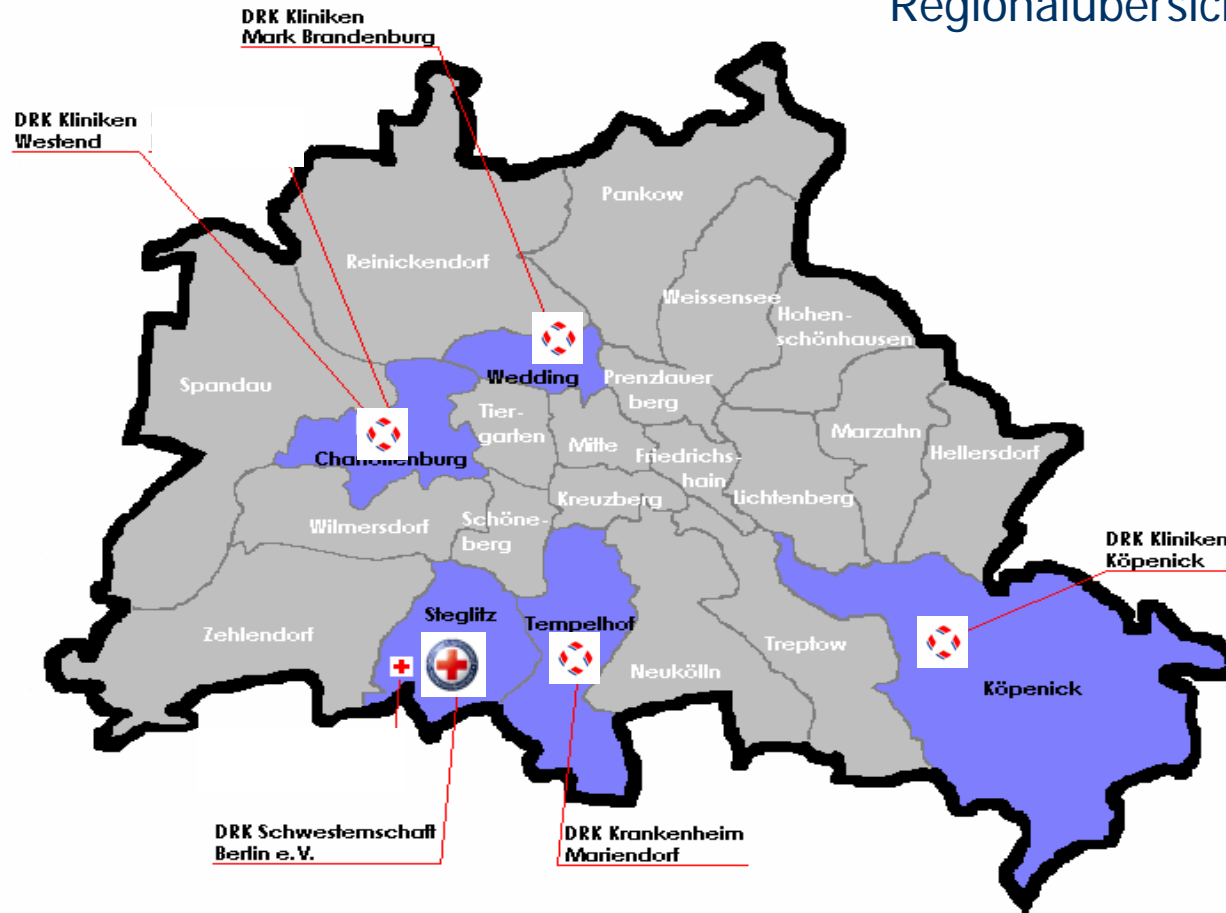 Regionalübersich
DRK Kliniken
Mark Brandenburg
DRK Kliniken
Westend
Pankow
Reinickendorf
Weissensee
Hohen-
schönhausen
Spandau
Wedding
Prenzlauer
berg
Tier-
garten
Mitte
Friedrichs-
hain
Marzahn
Hellersdorf
Charlottenburg
Kreuzberg
Lichtenberg
Wilmersdorf
Schöne-
berg
DRK Kliniken
Köpenick
Steglitz
Tempelhof
Zehlendorf
Treptow
Neukölln
Köpenick
DRK Schwesternschaft
Berlin e.V.
DRK Krankenheim
Mariendorf